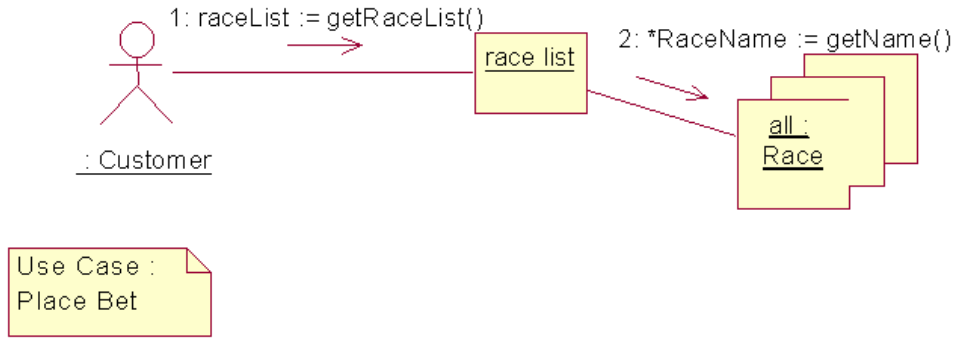 1: raceList := getRaceList()
2: *RaceName := getName()
race list
all :
Race
: Customer
Use Case :
Place Bet